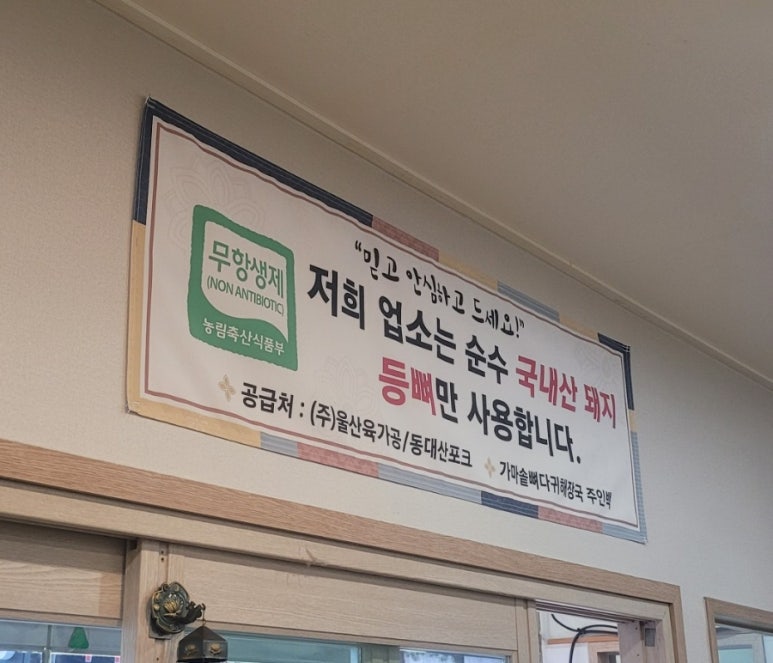 무항생제
(NON ANTIBIOTIC)
농림축산식품부
"믿고 안심하고 드세요!"
저희 업소는 순수 국내산 돼지
등뼈만 사용합니다.
공급처 : (주)울산육가공/동대산포크
가마솥뼈다귀해장국 주인백